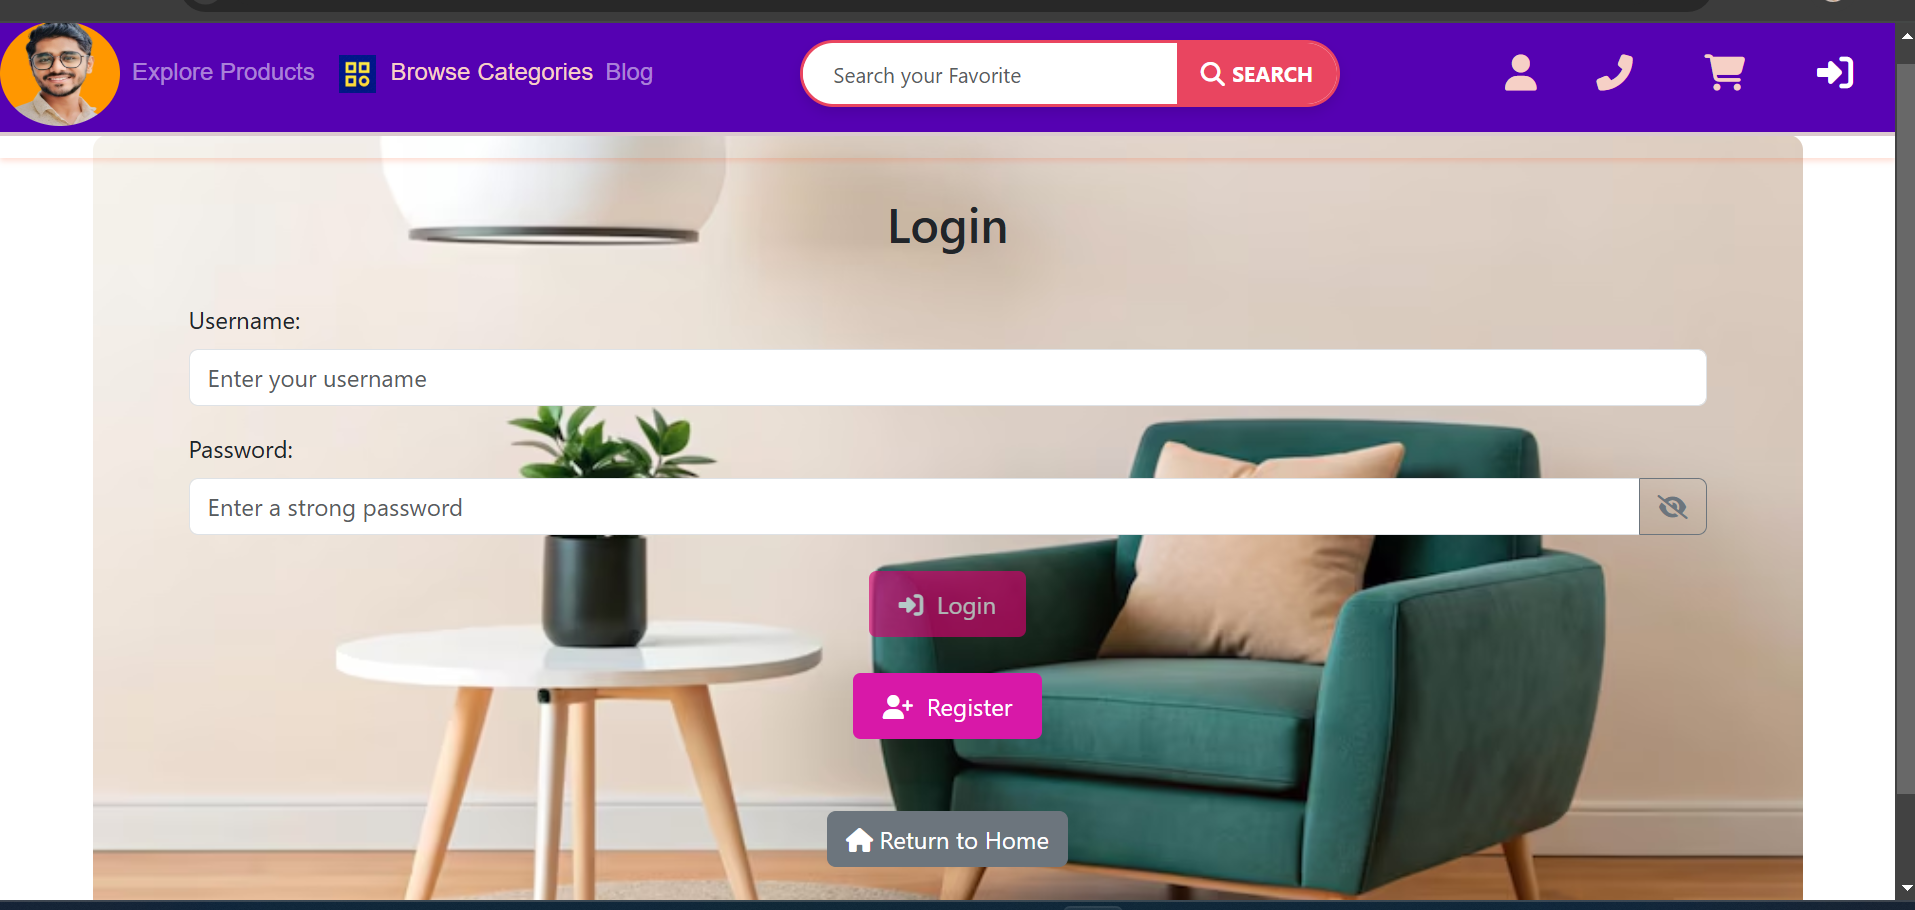 Explore Products
Browse Categories
Blog
Search your Favorite
SEARCH
Login
Username:
Enter your username
Password:
Enter a strong password
Login
Register
Return to Home